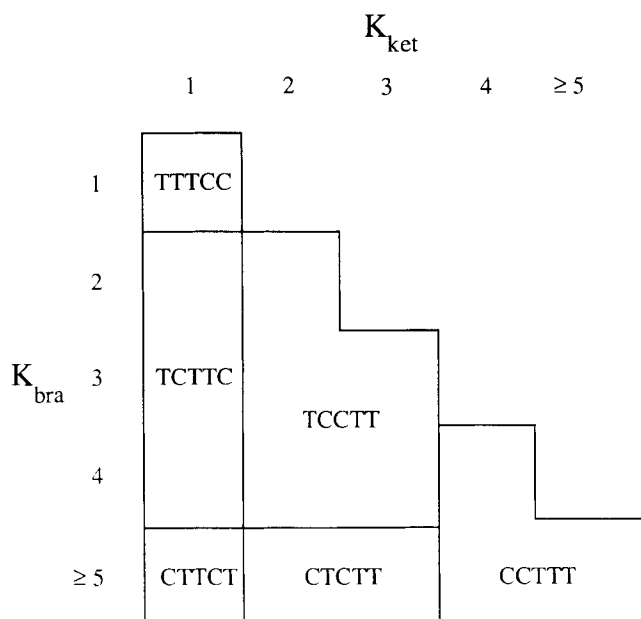 K_ket
1 2 3 4 ≥ 5
1 TTTCC
2
K_bra 3 TCTTC
TCCTT
4
≥ 5 CTTCT CTCTT CCTTT